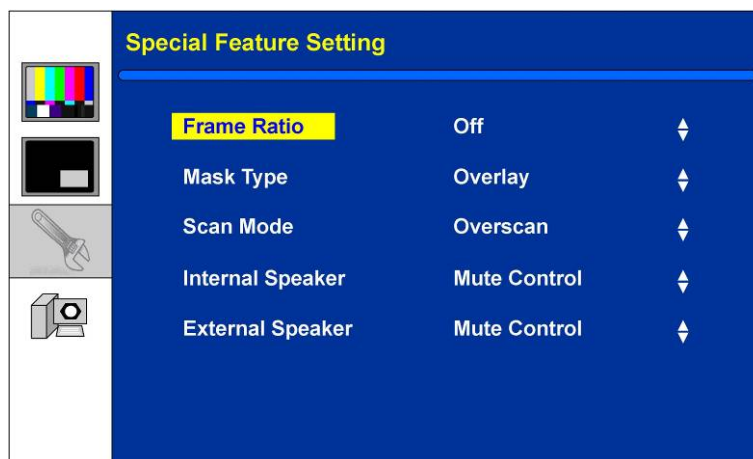 Special Feature Setting
Frame Ratio Off
Mask Type Overlay
Scan Mode Overscan
Internal Speaker Mute Control
External Speaker Mute Control